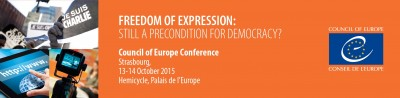 JE SUIS
CHARLIE
http://www.
FREEDOM OF EXPRESSION:
STILL A PRECONDITION FOR DEMOCRACY?
Council of Europe Conference
Strasbourg,
13-14 October 2015
Hemicycle, Palais de l'Europe
COUNCIL OF EUROPE
CONSEIL DE L'EUROPE